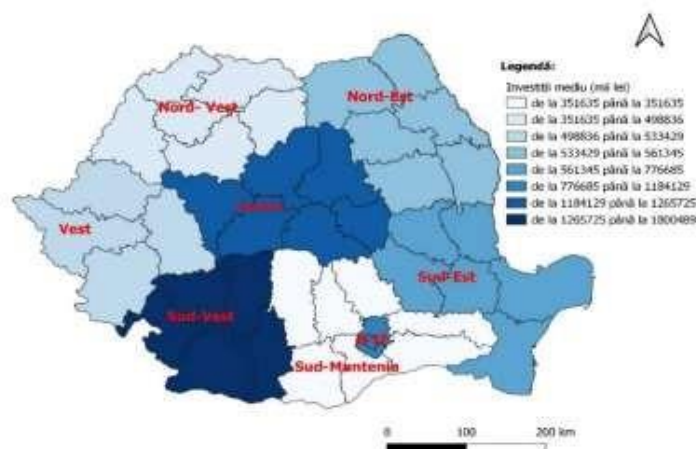 Legendă:
Investiții mediu (mii lei)
de la 351635 până la 351635
de la 351635 până la 498836
de la 498836 până la 533429
de la 533429 până la 561345
de la 561345 până la 776685
de la 776685 până la 1184129
de la 1184129 până la 1265725
de la 1265725 până la 1800489
Nord- Vest
Nord-Est
Vest
Sud-Est
Sud-Vest
Sud-Muntenia
0 100 200 km